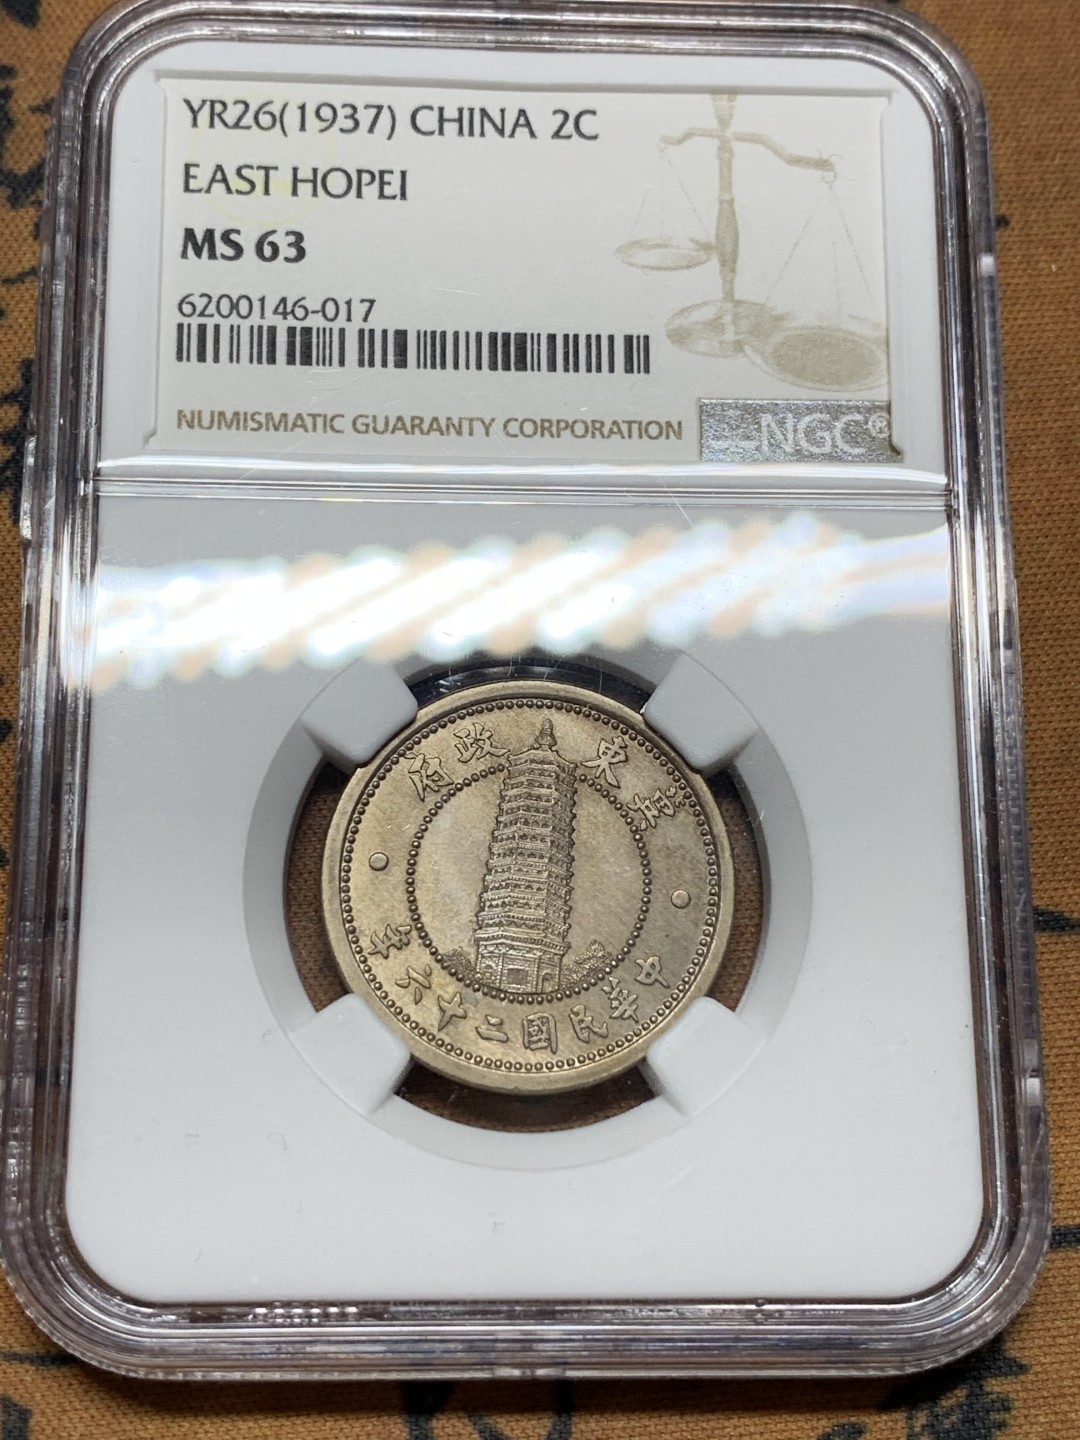 YR26(1937) CHINA 2C
EAST HOPEI
MS 63
6200146-017
NUMISMATIC GUARANTY CORPORATION
NGC®
冀東政府
中華民國二十六年